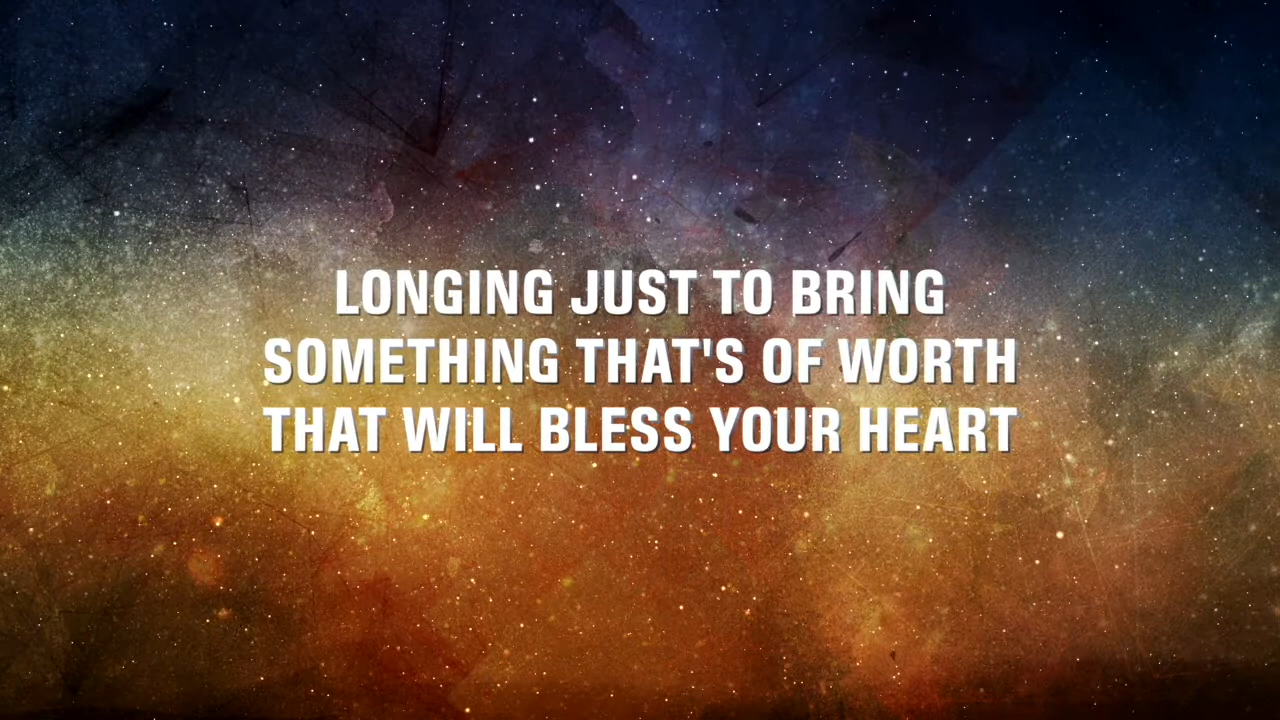 LONGING JUST TO BRING
SOMETHING THAT'S OF WORTH
THAT WILL BLESS YOUR HEART